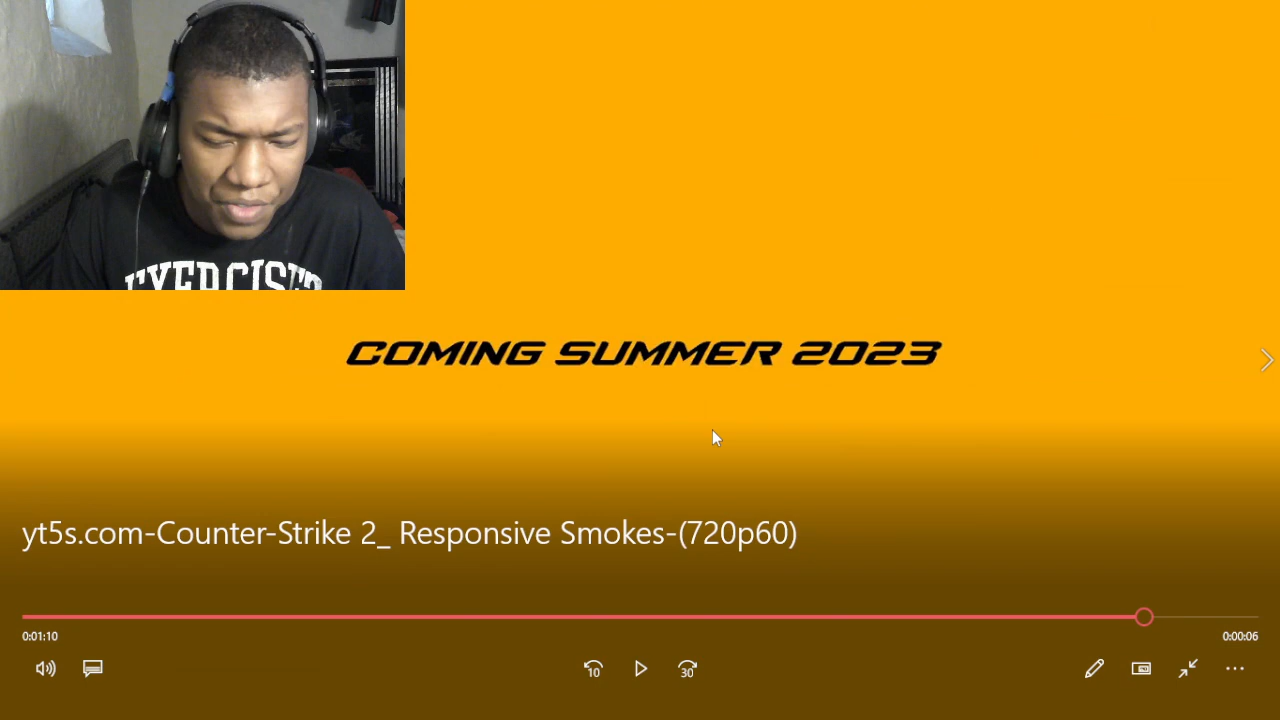 EXERCISED
COMING SUMMER 2023
yt5s.com-Counter-Strike 2_ Responsive Smokes-(720p60)
0:01:10
0:00:06
10
30